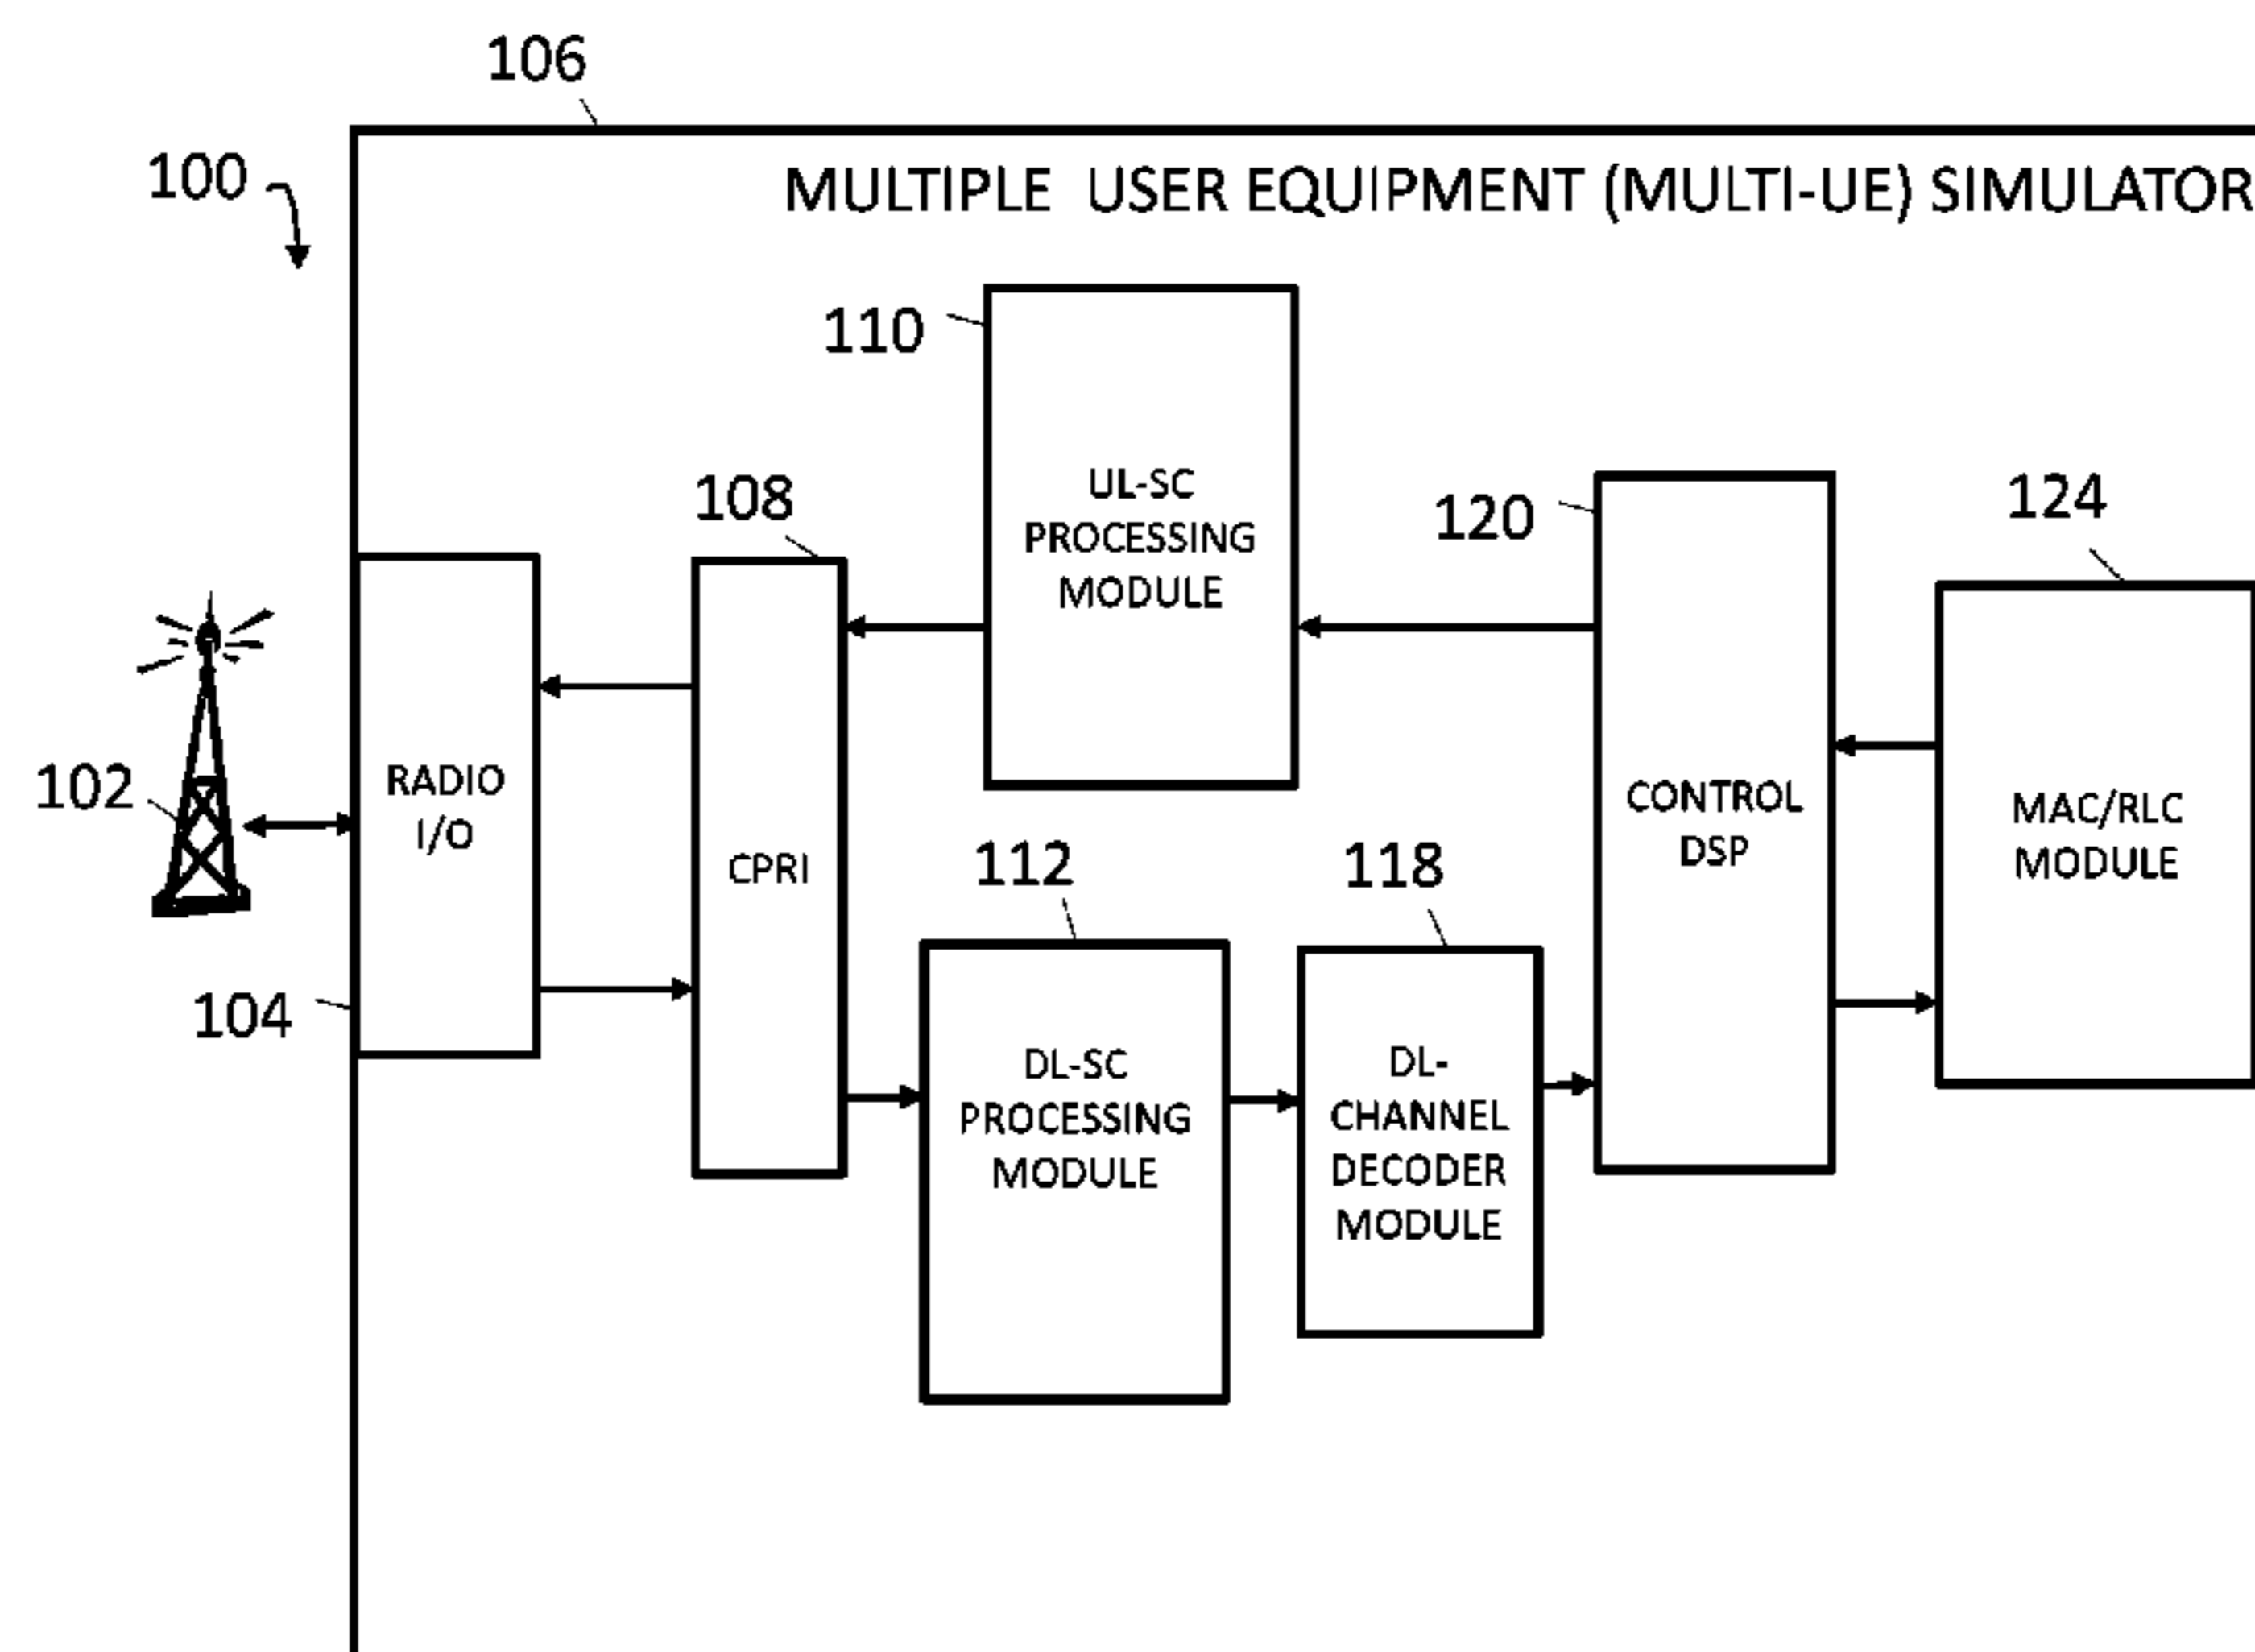 106
100
MULTIPLE USER EQUIPMENT (MULTI-UE) SIMULATOR
110
UL-SC
PROCESSING
MODULE
108
120
124
102
RADIO
I/O
CPRI
CONTROL
DSP
MAC/RLC
MODULE
112
118
104
DL-SC
PROCESSING
MODULE
DL-
CHANNEL
DECODER
MODULE